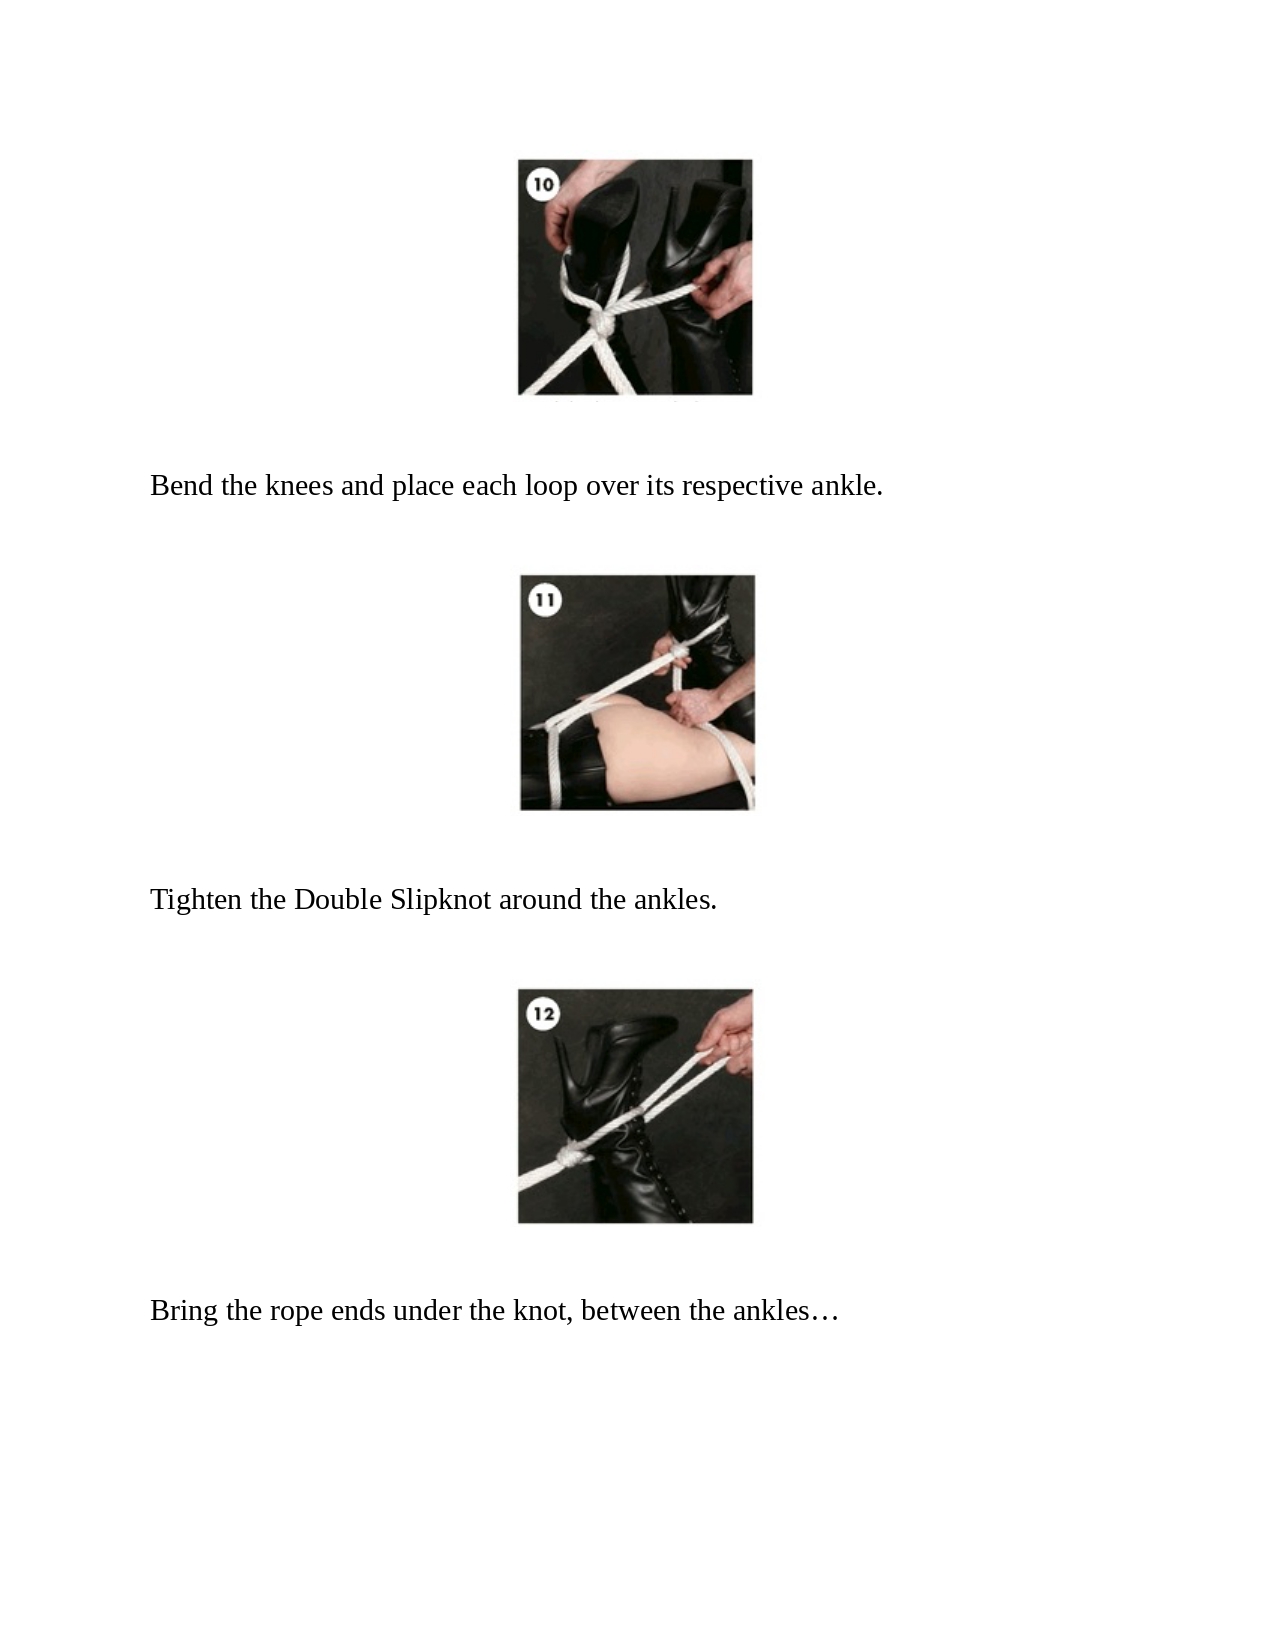 10
Bend the knees and place each loop over its respective ankle.
11
Tighten the Double Slipknot around the ankles.
12
Bring the rope ends under the knot, between the ankles…